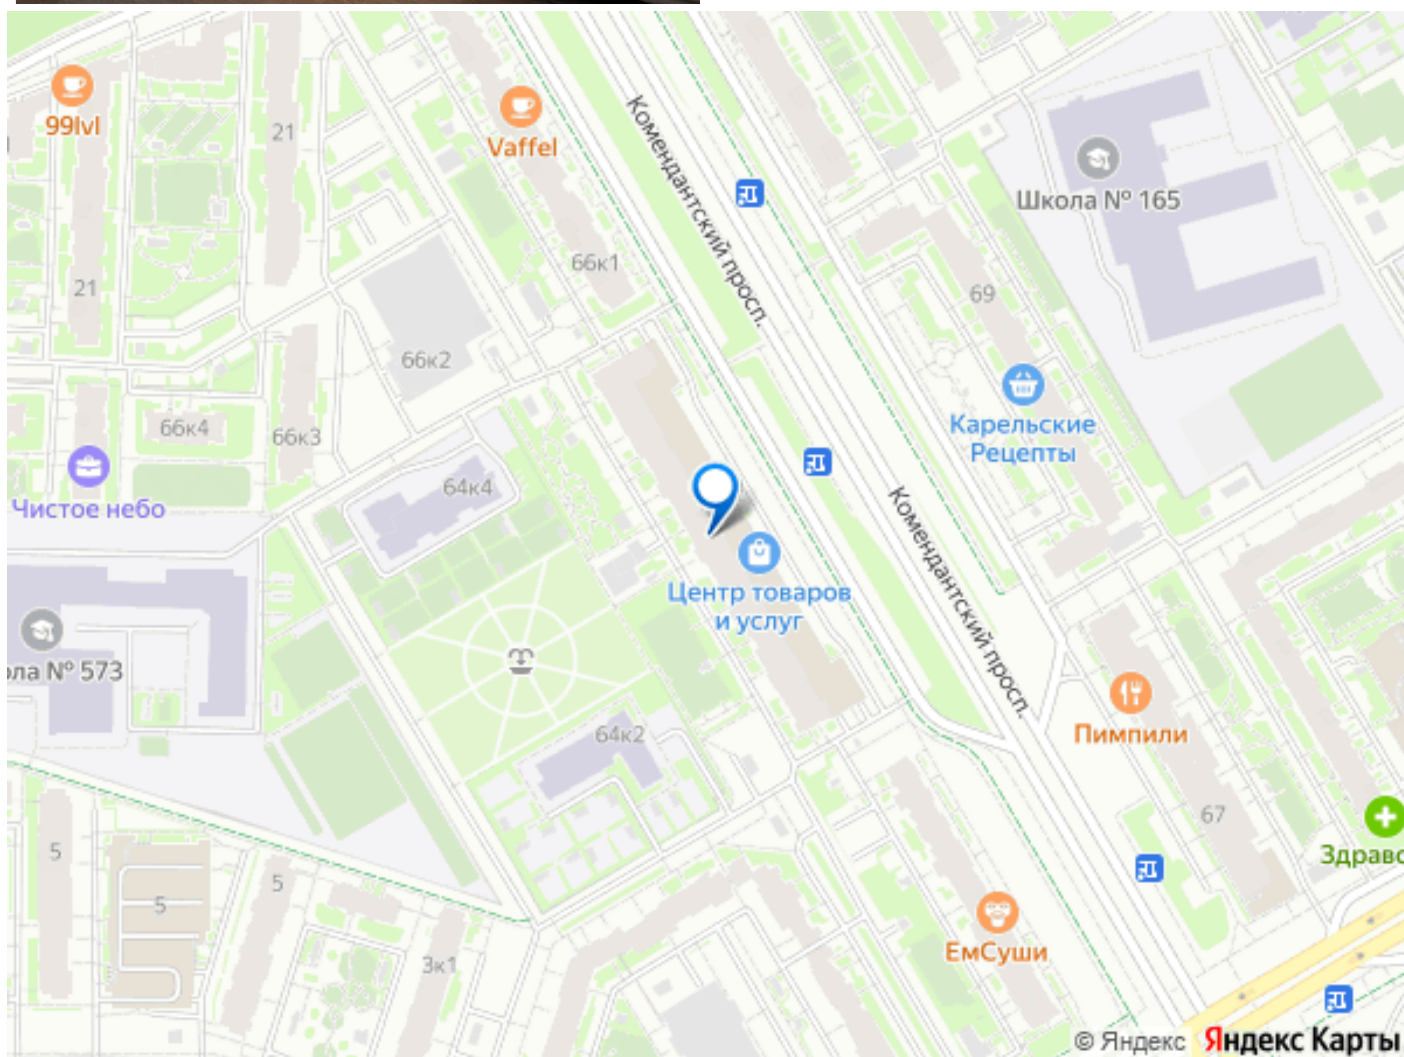 99lvl
21
Vaffel
Комендантский просп.
Школа № 165
66к1
21
69
66к2
66к4
66к3
Карельские
Рецепты
Чистое небо
64к4
Комендантский просп.
Центр товаров
и услуг
ола № 573
64к2
Пимпили
67
5
5
5
Здраво
ЕмСуши
3к1
© Яндекс Яндекс Карты